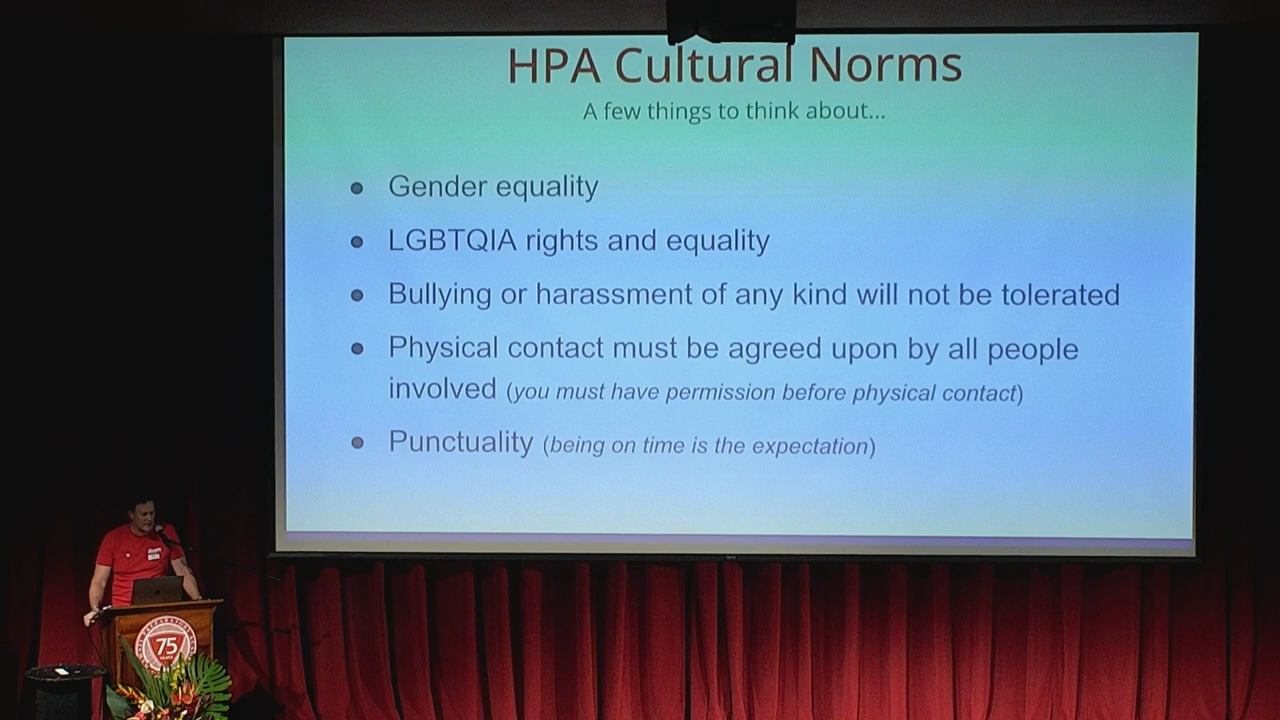 HPA Cultural Norms
A few things to think about...
● Gender equality
● LGBTQIA rights and equality
● Bullying or harassment of any kind will not be tolerated
● Physical contact must be agreed upon by all people
involved (you must have permission before physical contact)
● Punctuality (being on time is the expectation)
75